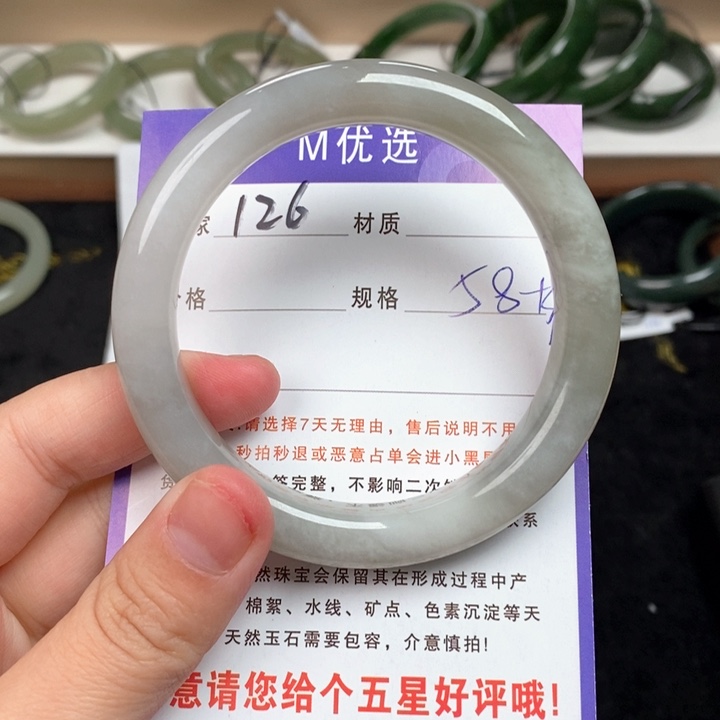 M优选
家 126 材质
格 规格 58
请选择7天无理由，售后说明不用
秒拍秒退或恶意占单会进小黑
完整，不影响二次
系
然珠宝会保留其在形成过程中产
棉絮、水线、矿点、色素沉淀等天
天然玉石需要包容，介意慎拍!
意请您给个五星好评哦!